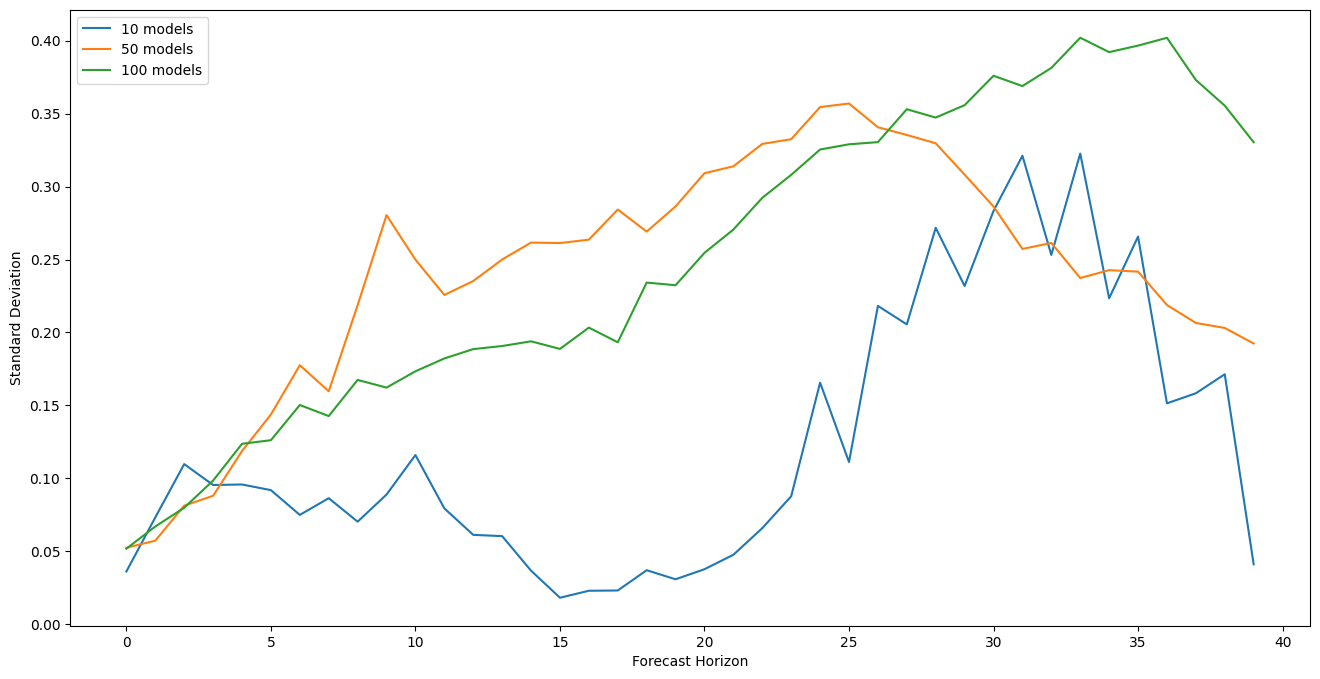 10 models
50 models
100 models
0.40
0.35
0.30
0.25
0.20
0.15
0.10
0.05
0.00
Standard Deviation
0 5 10 15 20 25 30 35 40
Forecast Horizon